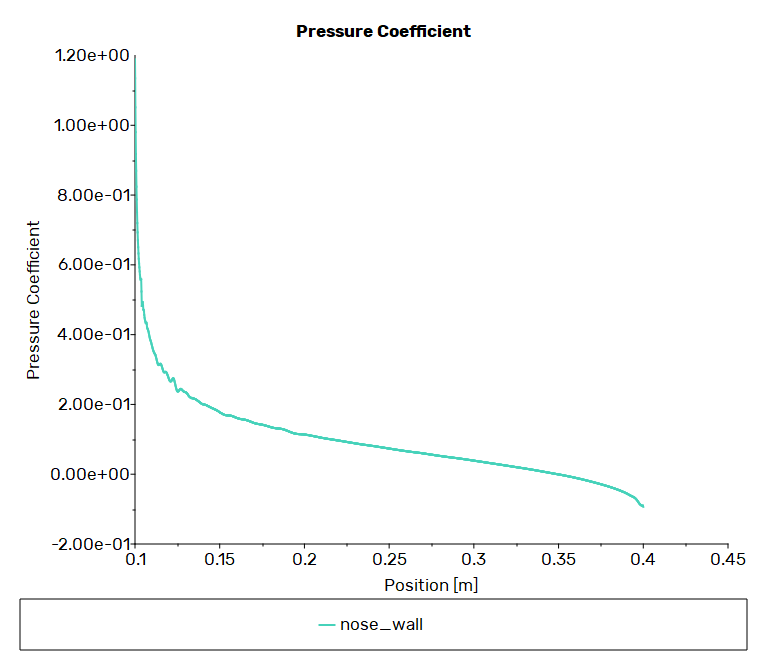 Pressure Coefficient
1.20e+00
1.00e+00
8.00e-01
6.00e-01
4.00e-01
2.00e-01
0.00e+00
-2.00e-01
Pressure Coefficient
0.1 0.15 0.2 0.25 0.3 0.35 0.4 0.45
Position [m]
nose_wall